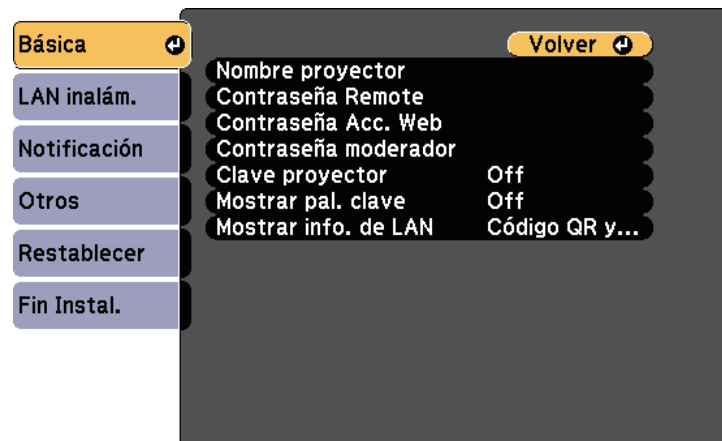 Básica
LAN inalám.
Notificación
Otros
Restablecer
Fin Instal.
Volver
Nombre proyector
Contraseña Remote
Contraseña Acc. Web
Contraseña moderador
Clave proyector Off
Mostrar pal. clave Off
Mostrar info. de LAN Código QR y...